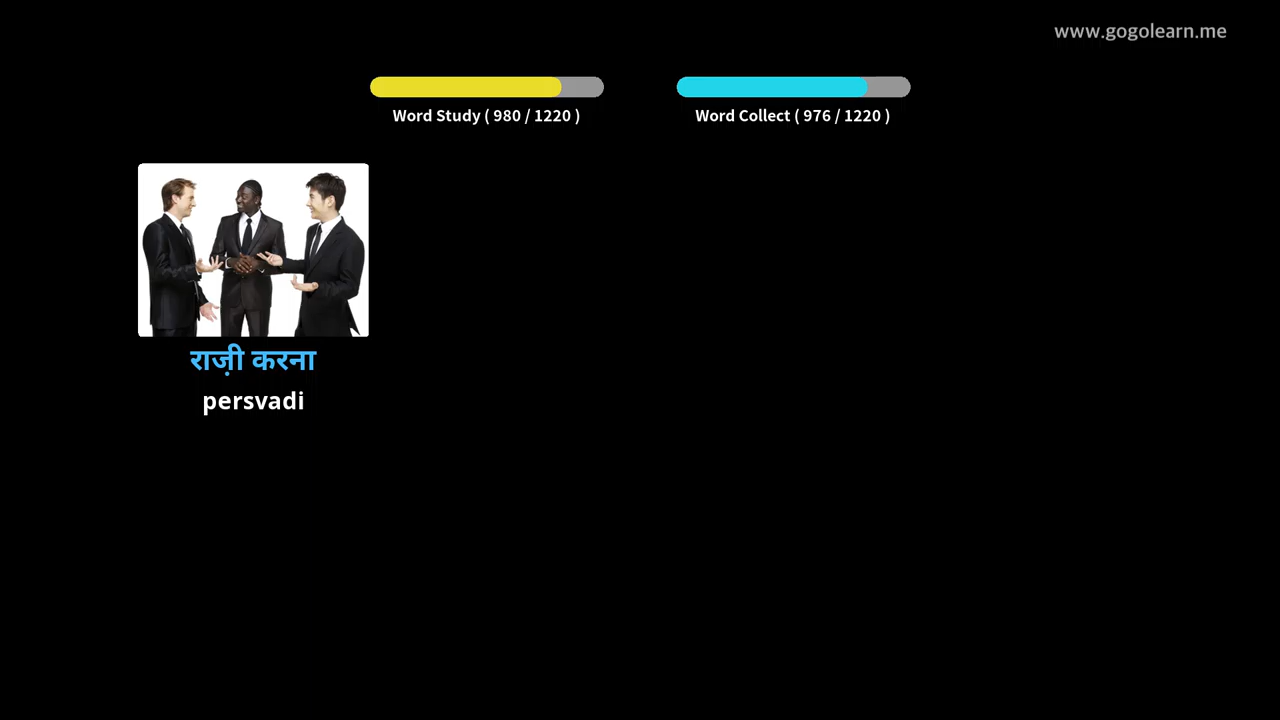 www.gogolearn.me
Word Study ( 980 / 1220 )
Word Collect ( 976 / 1220 )
राज़ी करना
persvadi